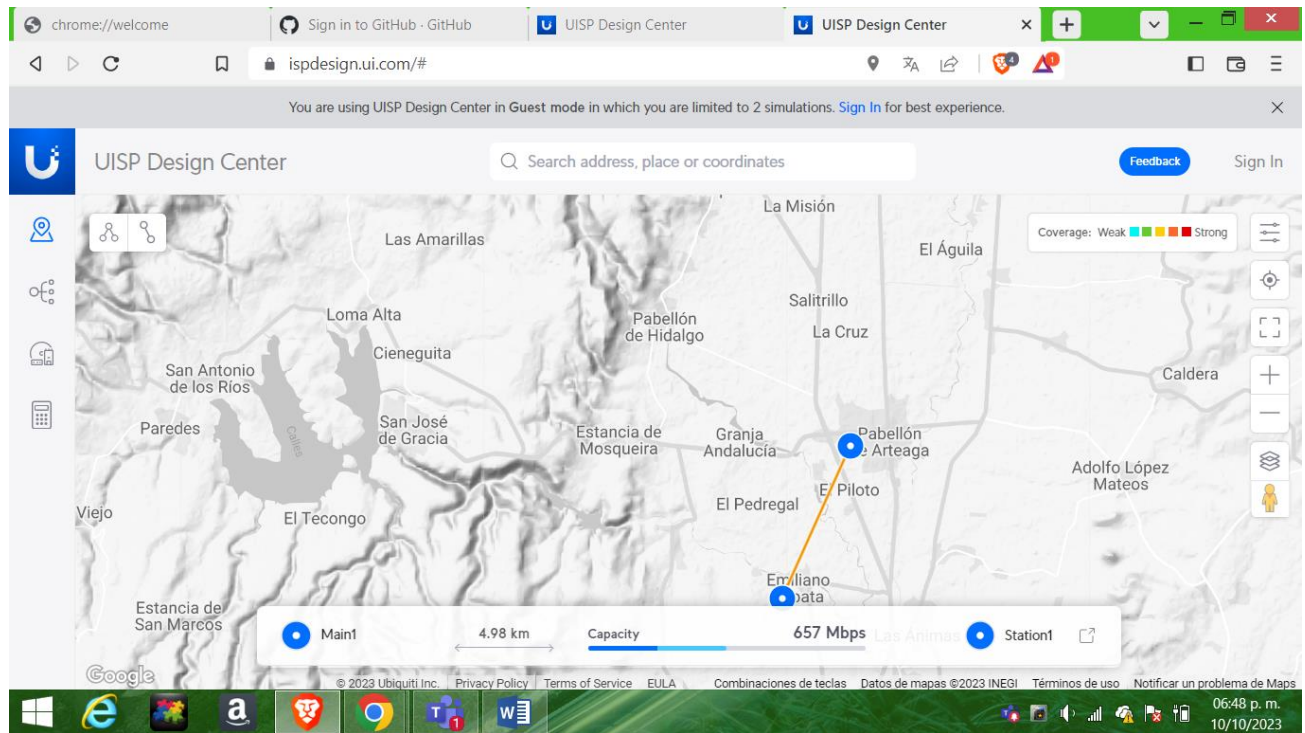 chrome://welcome
Sign in to GitHub · GitHub
UISP Design Center
UISP Design Center
ispdesign.ui.com/#
4
1
You are using UISP Design Center in Guest mode in which you are limited to 2 simulations. Sign In for best experience.
UISP Design Center
Search address, place or coordinates
Feedback
Sign In
La Misión
Coverage: Weak Strong
Las Amarillas
El Águila
Salitrillo
Loma Alta
Pabellón
de Hidalgo
La Cruz
Cieneguita
San Antonio
de los Ríos
Caldera
Paredes
San José
de Gracia
Calles
Estancia de
Mosqueira
Granja
Andalucía
Pabellón
de Arteaga
Adolfo López
Mateos
El Piloto
El Pedregal
Viejo
El Tecongo
Emiliano
Zapata
Estancia de
San Marcos
Main1
4.98 km
Capacity
657 Mbps
Las Ánimas
Station1
Google
© 2023 Ubiquiti Inc.
Privacy Policy
Terms of Service
EULA
Combinaciones de teclas
Datos de mapas ©2023 INEGI
Términos de uso
Notificar un problema de Maps
1
06:48 p. m.
10/10/2023